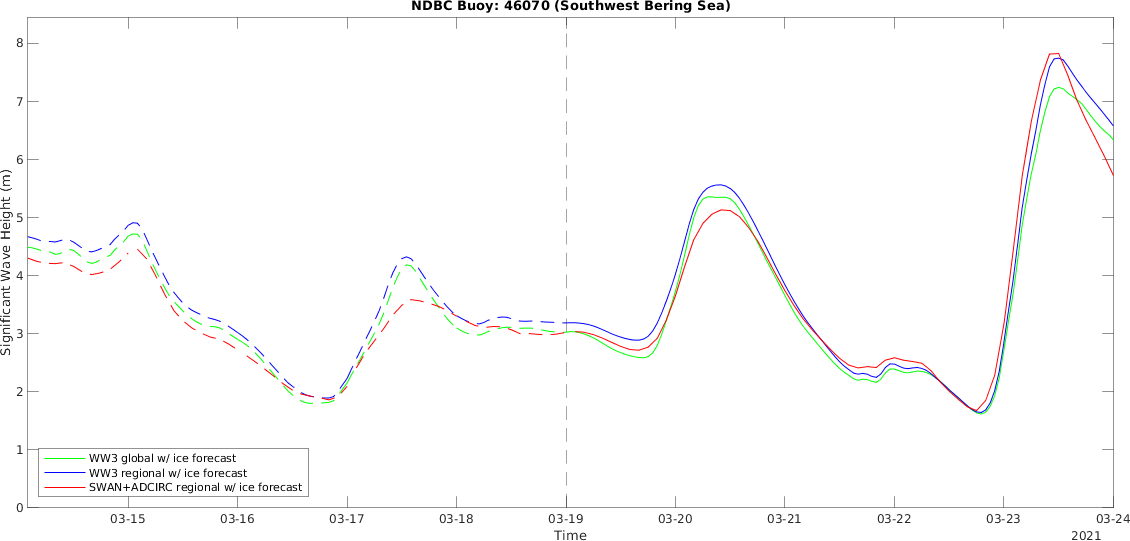 NDBC Buoy: 46070 (Southwest Bering Sea)
Significant Wave Height (m)
8
7
6
5
4
3
2
1
0
WW3 global w/ ice forecast
WW3 regional w/ ice forecast
SWAN+ADCIRC regional w/ ice forecast
03-15 03-16 03-17 03-18 03-19 03-20 03-21 03-22 03-23 03-24
Time
2021